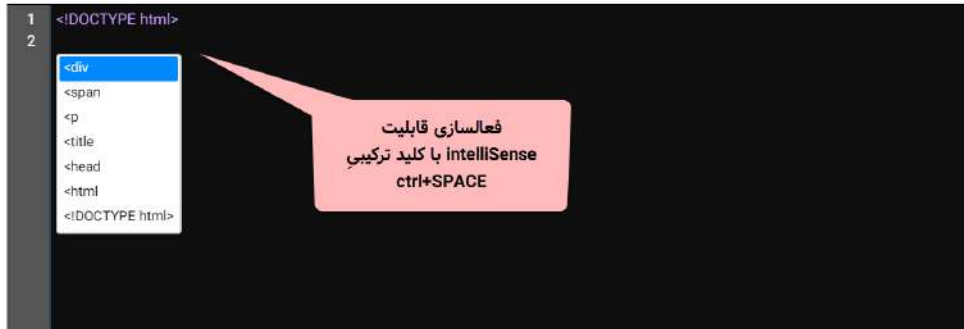 1 <!DOCTYPE html>
2
<div
<span
<p
<title
<head
<html
<!DOCTYPE html>
فعالسازی قابلیت
intelliSense با کلید ترکیبیِ
ctrl+SPACE